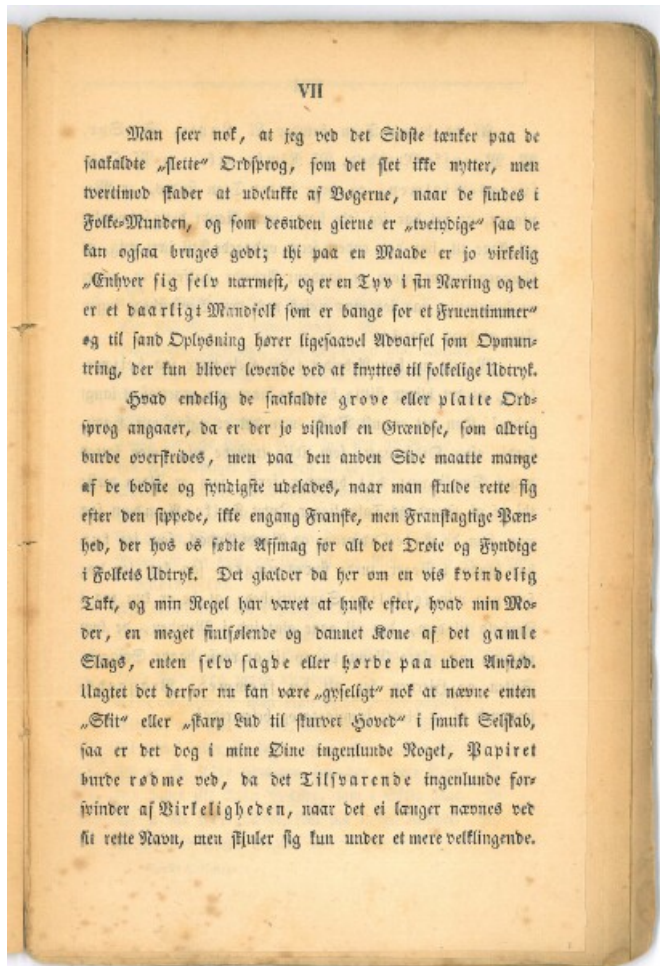 VII
Man seer nok, at jeg ved det Sidste tænker paa de
saakaldte „slette“ Ordsprog, som det slet ikke nytter, men
tvertimod skader at udelukke af Bøgerne, naar de findes i
Folke-Munden, og som desuden gierne er „tvetydige“ saa de
kan ogsaa bruges godt; thi paa en Maade er jo virkelig
„Enhver sig selv nærmest, og er en Tyv i sin Næring og det
er et daarligt Mandfolk som er bange for et Fruentimmer“
og til sand Oplysning hører ligesaavel Advarsel som Opmun-
tring, der kun bliver levende ved at knyttes til folkelige Udtryk.
Hvad endelig de saakaldte grove eller platte Ord-
sprog angaaer, da er der jo vistnok en Grændse, som aldrig
burde overskrides, men paa den anden Side maatte mange
af de bedste og fyndigste udelades, naar man skulde rette sig
efter den sippede, ikke engang Franske, men Franskagtige Pæn-
hed, der hos os fødte Afsmag for alt det Drøie og Fyndige
i Folkets Udtryk. Det gielder da her om en vis kvindelig
Takt, og min Regel har været at huske efter, hvad min Mo-
der, en meget fintfølende og dannet Kone af det gamle
Slags, enten selv sagde eller hørde paa uden Anstød.
Uagtet det derfor nu kan være „gyseligt“ nok at nævne enten
„Skit“ eller „skarp Lud til skurvet Hoved“ i smukt Selskab,
saa er det dog i mine Øine ingenlunde Noget, Papiret
burde rødme ved, da det Tilsvarende ingenlunde for-
svinder af Virkeligheden, naar det ei længer nævnes ved
sit rette Navn, men skjuler sig kun under et mere velklingende.